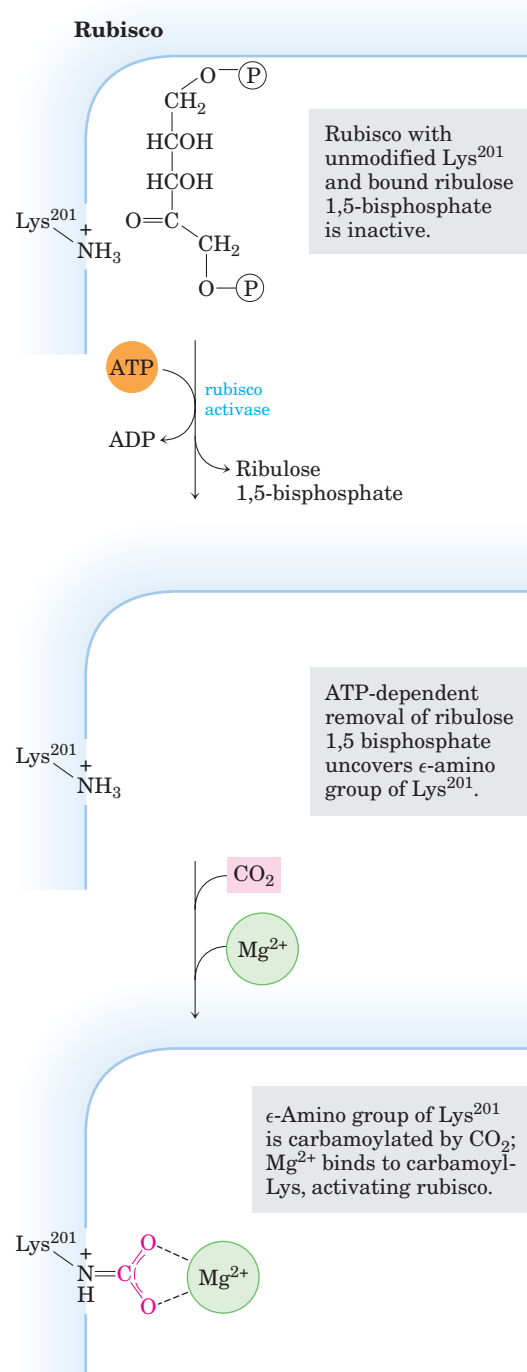 Rubisco
O—P
CH₂
HCOH
HCOH
O=C
CH₂
O—P
Lys²⁰¹
+
NH₃
Rubisco with
unmodified Lys²⁰¹
and bound ribulose
1,5-bisphosphate
is inactive.
ATP
rubisco
activase
ADP
Ribulose
1,5-bisphosphate
Lys²⁰¹
+
NH₃
ATP-dependent
removal of ribulose
1,5 bisphosphate
uncovers ϵ-amino
group of Lys²⁰¹.
CO₂
Mg²⁺
ϵ-Amino group of Lys²⁰¹
is carbamoylated by CO₂;
Mg²⁺ binds to carbamoyl-
Lys, activating rubisco.
Lys²⁰¹
+
O
N=C
H
O
Mg²⁺